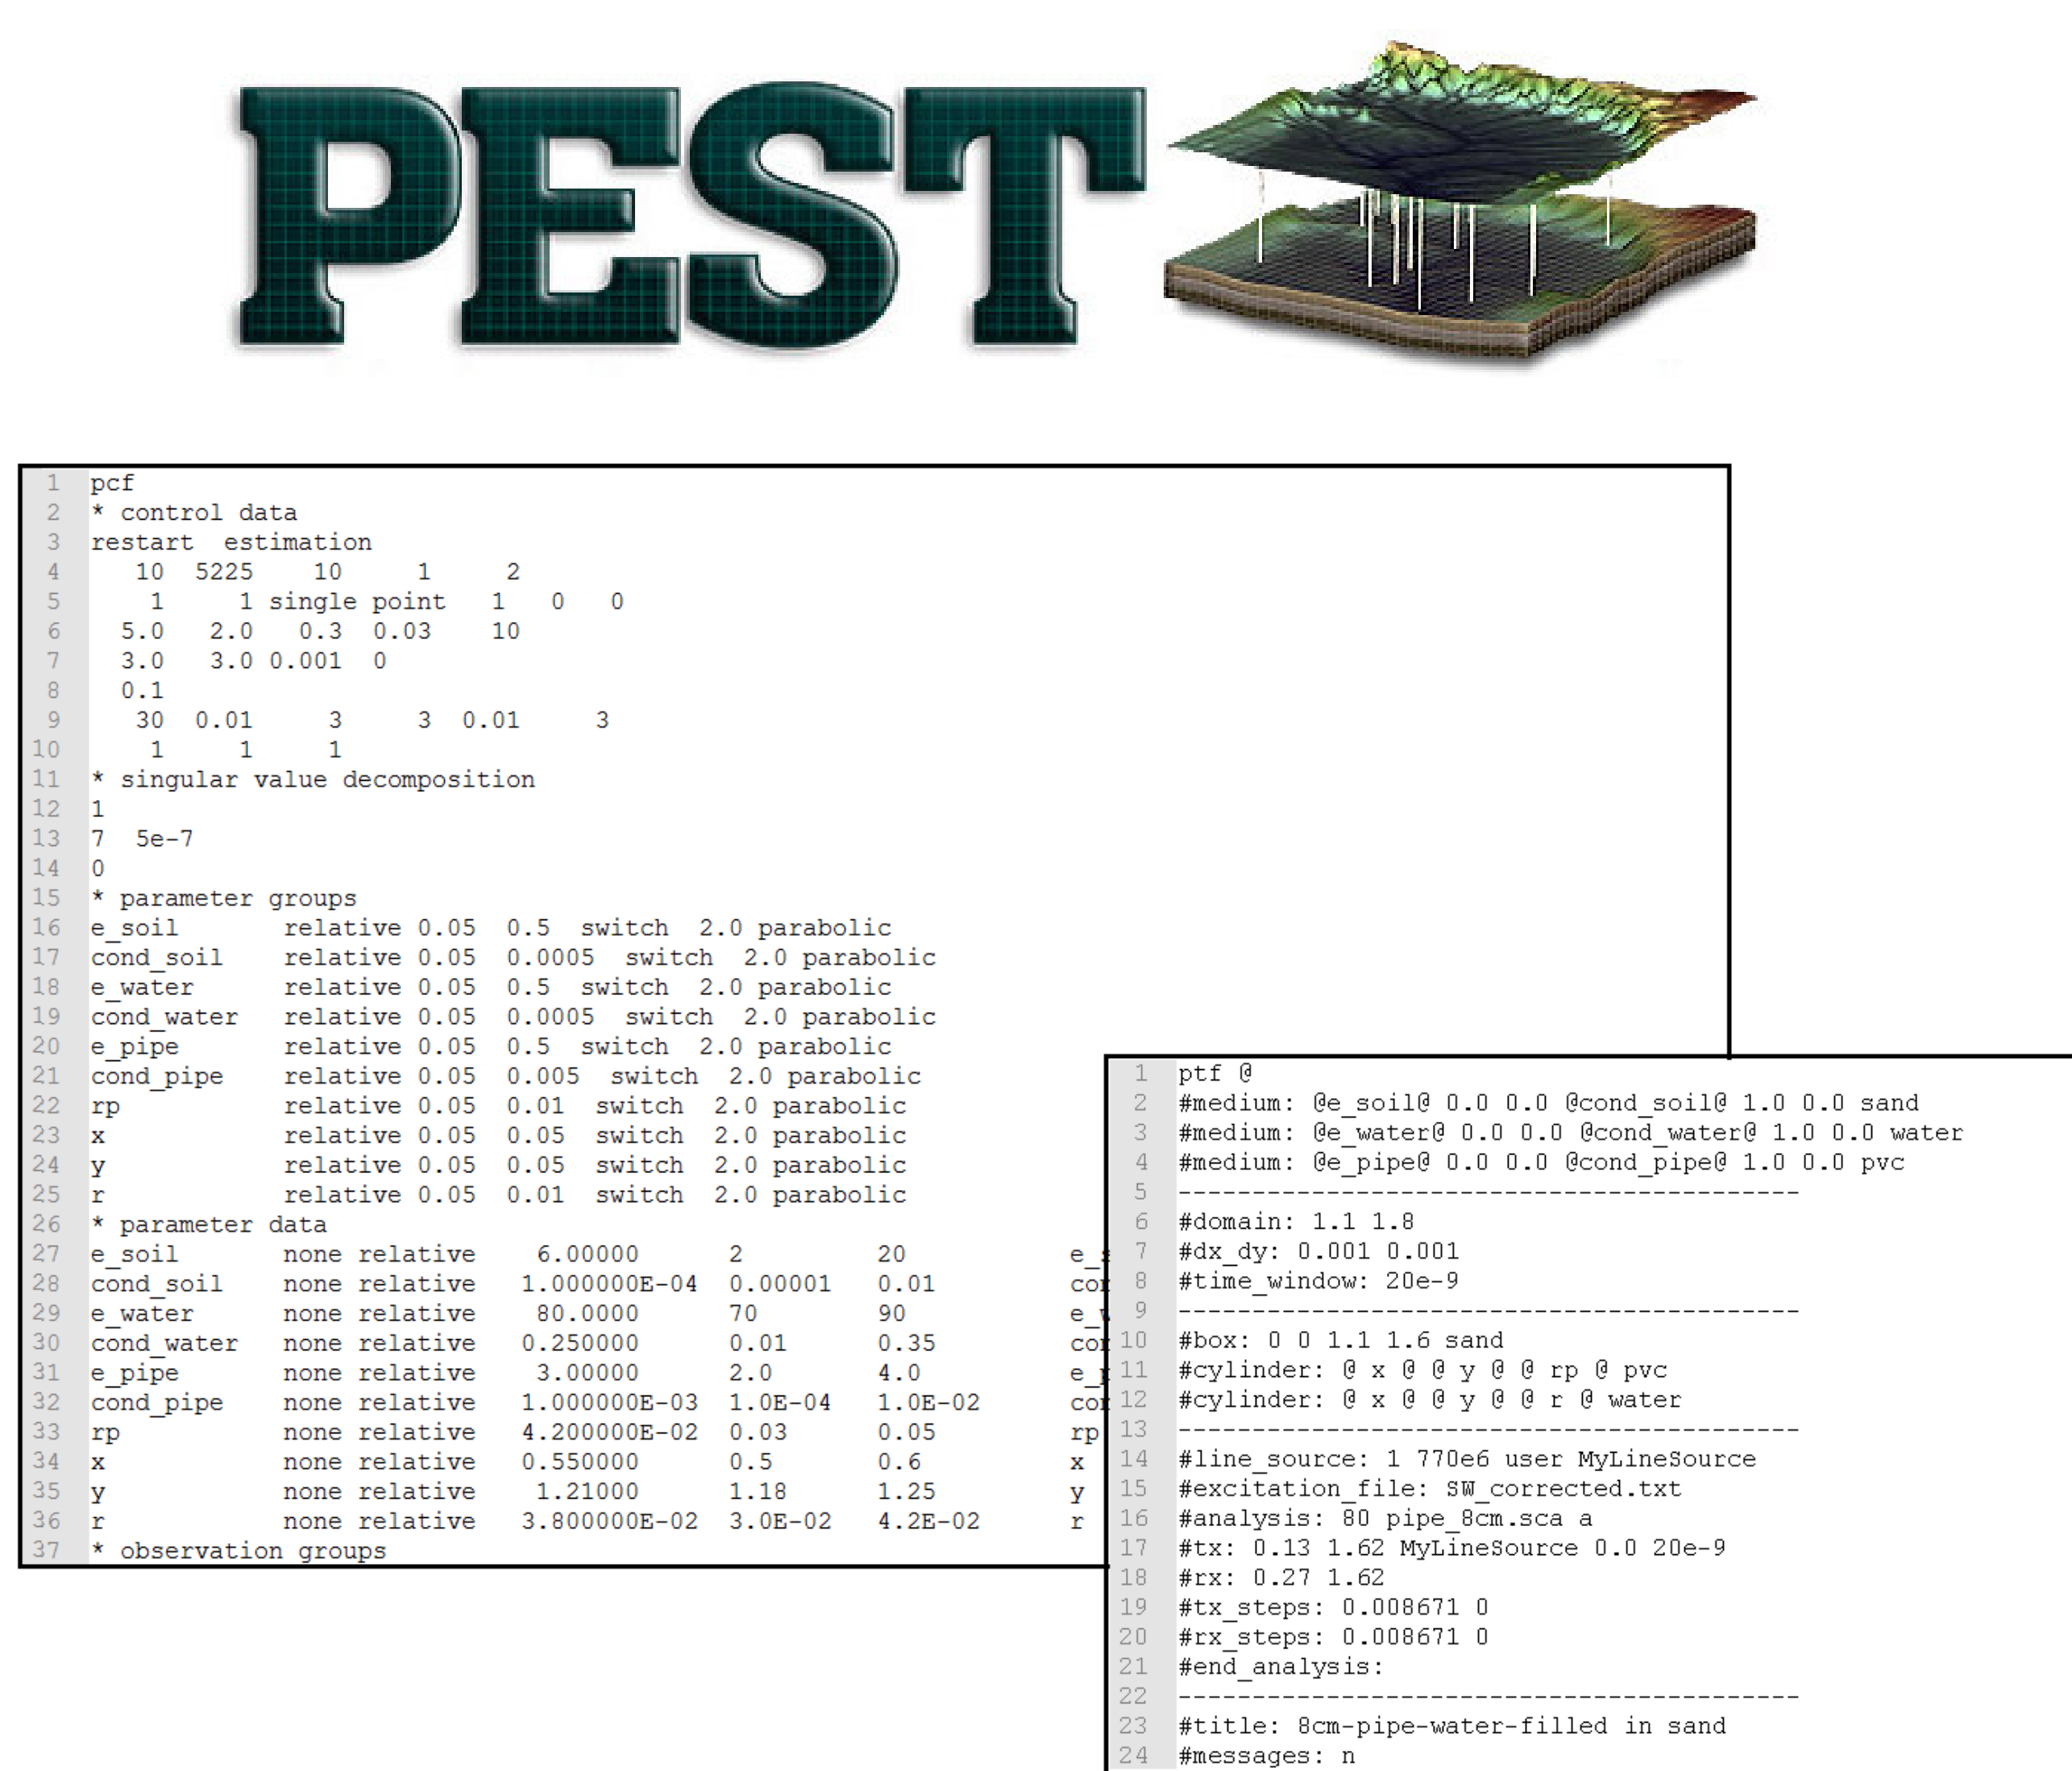 PEST
1 pcf
2 * control data
3 restart estimation
4 10 5225 10 1 2
5 1 1 single point 1 0 0
6 5.0 2.0 0.3 0.03 10
7 3.0 3.0 0.001 0
8 0.1
9 30 0.01 3 3 0.01 3
10 1 1 1
11 * singular value decomposition
12 1
13 7 5e-7
14 0
15 * parameter groups
16 e_soil relative 0.05 0.5 switch 2.0 parabolic
17 cond_soil relative 0.05 0.0005 switch 2.0 parabolic
18 e_water relative 0.05 0.5 switch 2.0 parabolic
19 cond_water relative 0.05 0.0005 switch 2.0 parabolic
20 e_pipe relative 0.05 0.5 switch 2.0 parabolic
21 cond_pipe relative 0.05 0.005 switch 2.0 parabolic
22 rp relative 0.05 0.01 switch 2.0 parabolic
23 x relative 0.05 0.05 switch 2.0 parabolic
24 y relative 0.05 0.05 switch 2.0 parabolic
25 r relative 0.05 0.01 switch 2.0 parabolic
26 * parameter data
27 e_soil none relative 6.00000 2 20
28 cond_soil none relative 1.000000E-04 0.00001 0.01
29 e_water none relative 80.0000 70 90
30 cond_water none relative 0.250000 0.01 0.35
31 e_pipe none relative 3.00000 2.0 4.0
32 cond_pipe none relative 1.000000E-03 1.0E-04 1.0E-02
33 rp none relative 4.200000E-02 0.03 0.05 rp
34 x none relative 0.550000 0.5 0.6 x
35 y none relative 1.21000 1.18 1.25 y
36 r none relative 3.800000E-02 3.0E-02 4.2E-02 r
37 * observation groups
1 ptf @
2 #medium: @e_soil@ 0.0 0.0 @cond_soil@ 1.0 0.0 sand
3 #medium: @e_water@ 0.0 0.0 @cond_water@ 1.0 0.0 water
4 #medium: @e_pipe@ 0.0 0.0 @cond_pipe@ 1.0 0.0 pvc
5 ------------------------------------------
6 #domain: 1.1 1.8
7 #dx_dy: 0.001 0.001
8 #time_window: 20e-9
9 ------------------------------------------
10 #box: 0 0 1.1 1.6 sand
11 #cylinder: @ x @ @ y @ @ rp @ pvc
12 #cylinder: @ x @ @ y @ @ r @ water
13 ------------------------------------------
14 #line_source: 1 770e6 user MyLineSource
15 #excitation_file: SW_corrected.txt
16 #analysis: 80 pipe_8cm.sca a
17 #tx: 0.13 1.62 MyLineSource 0.0 20e-9
18 #rx: 0.27 1.62
19 #tx_steps: 0.008671 0
20 #rx_steps: 0.008671 0
21 #end_analysis:
22 ------------------------------------------
23 #title: 8cm-pipe-water-filled in sand
24 #messages: n